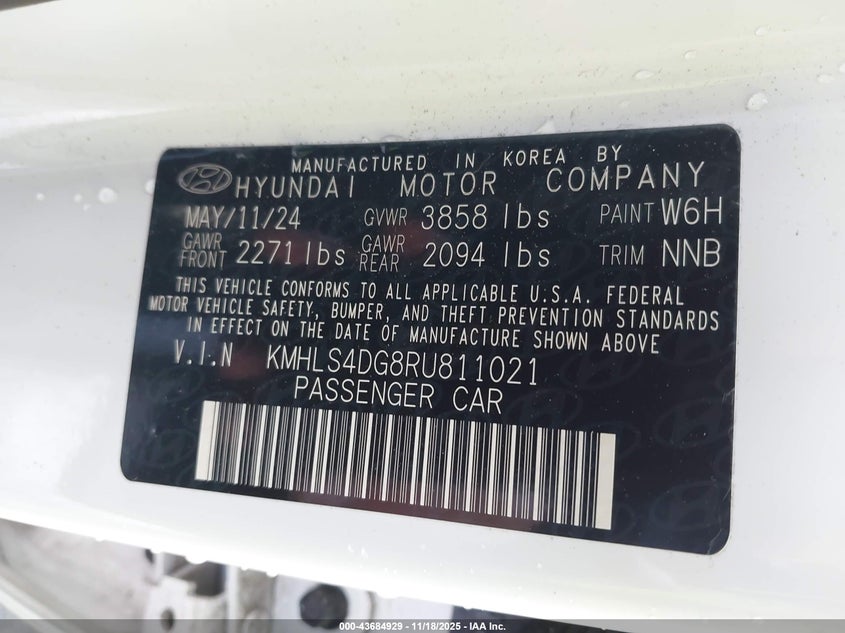 MANUFACTURED IN KOREA BY
HYUNDAI MOTOR COMPANY
MAY/11/24 GVWR 3858 lbs PAINT W6H
GAWR FRONT 2271 lbs GAWR REAR 2094 lbs TRIM NNB
THIS VEHICLE CONFORMS TO ALL APPLICABLE U.S.A. FEDERAL
MOTOR VEHICLE SAFETY, BUMPER, AND THEFT PREVENTION STANDARDS
IN EFFECT ON THE DATE OF MANUFACTURE SHOWN ABOVE
V.I.N KMHLS4DG8RU811021
PASSENGER CAR
000-43684929 - 11/18/2025 - IAA Inc.